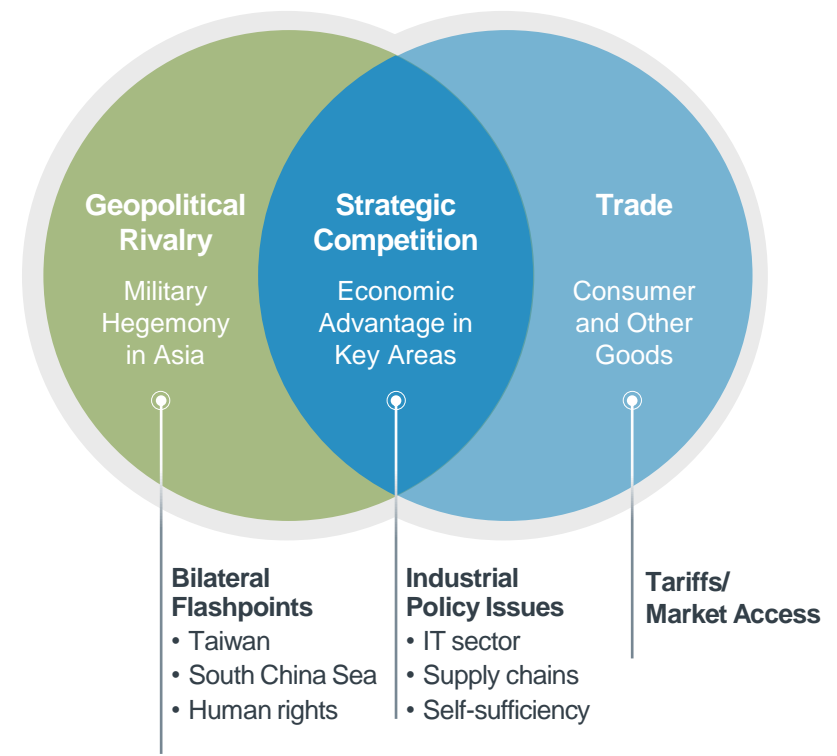 Geopolitical
Rivalry
Military
Hegemony
in Asia
Strategic
Competition
Economic
Advantage in
Key Areas
Trade
Consumer
and Other
Goods
Bilateral
Flashpoints
• Taiwan
• South China Sea
• Human rights
Industrial
Policy Issues
• IT sector
• Supply chains
• Self-sufficiency
Tariffs/
Market Access